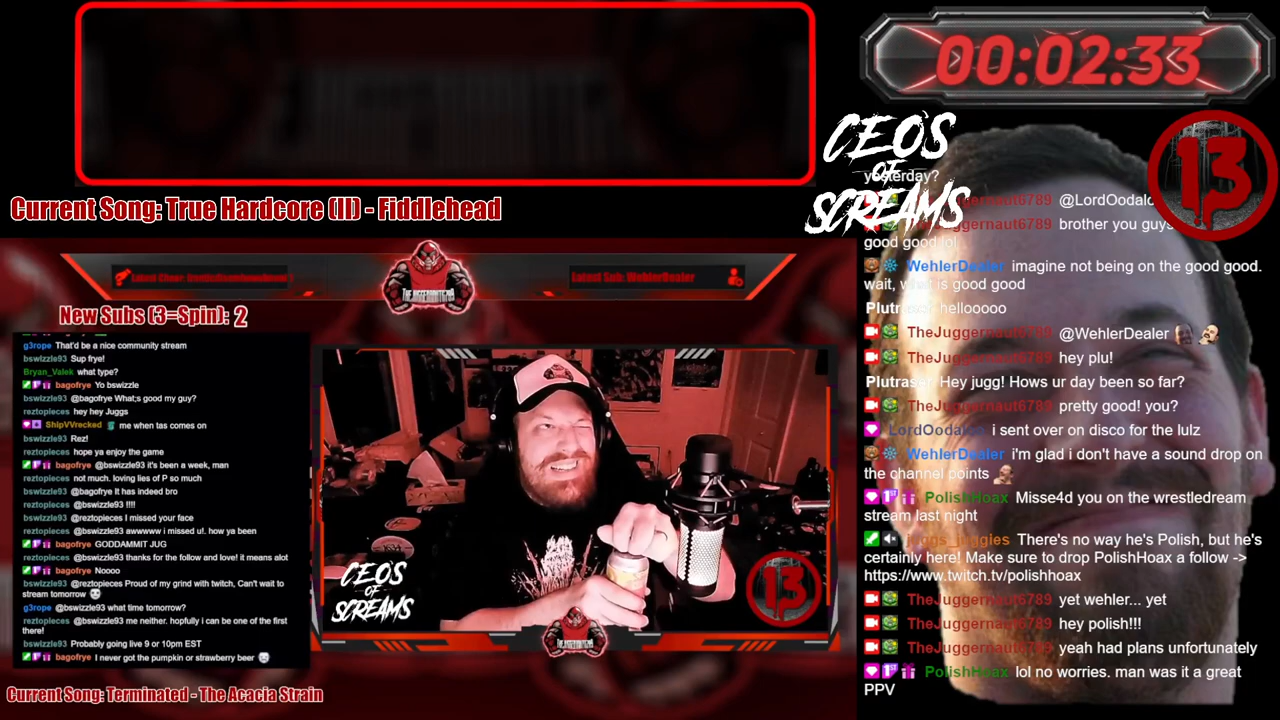 00:02:33
CEO'S
OF
SCREAMS
13
yesterday?
@LordOodalo
brother you guys
good good lol
WehlerDealer imagine not being on the good good.
wait, what is good good
hellooooo
TheJuggernaut6789 @WehlerDealer
TheJuggernaut6789 hey plu!
Plutraser Hey jugg! Hows ur day been so far?
TheJuggernaut6789 pretty good! you?
i sent over on disco for the lulz
WehlerDealer i'm glad i don't have a sound drop on
the channel points
PolishHoax Misse4d you on the wrestledream
stream last night
juggs_juggies There's no way he's Polish, but he's
certainly here! Make sure to drop PolishHoax a follow ->
https://www.twitch.tv/polishhoax
TheJuggernaut6789 yet wehler... yet
TheJuggernaut6789 hey polish!!!
TheJuggernaut6789 yeah had plans unfortunately
PolishHoax lol no worries. man was it a great
PPV
Current Song: True Hardcore (II) - Fiddlehead
Latest Cheer:
THEJUGGERNAUT6789
Latest Sub: WehlerDealer
New Subs (3=Spin): 2
g3rope That'd be a nice community stream
bswizzle93 Sup frye!
Bryan_Valek what type?
bagofrye Yo bswizzle
bswizzle93 @bagofrye What;s good my guy?
reztopieces hey hey Juggs
ShipVVrecked me when tas comes on
bswizzle93 Rez!
reztopieces hope ya enjoy the game
bagofrye @bswizzle93 it's been a week, man
reztopieces not much. loving lies of P so much
bswizzle93 @bagofrye It has indeed bro
reztopieces @bswizzle93 !!!!
bswizzle93 @reztopieces I missed your face
reztopieces @bswizzle93 awwwww i missed u!. how ya been
bagofrye GODDAMMIT JUG
reztopieces @bswizzle93 thanks for the follow and love! it means alot
bagofrye Noooo
bswizzle93 @reztopieces Proud of my grind with twitch, Can't wait to
stream tomorrow
g3rope @bswizzle93 what time tomorrow?
reztopieces @bswizzle93 me neither. hopfully i can be one of the first
there!
bswizzle93 Probably going live 9 or 10pm EST
bagofrye I never got the pumpkin or strawberry beer
CEO'S
OF
SCREAMS
13
Current Song: Terminated - The Acacia Strain